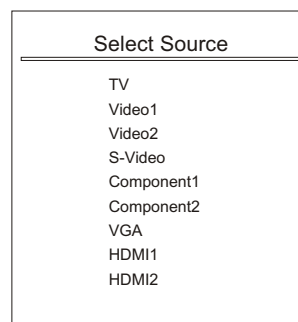 Select Source
TV
Video1
Video2
S-Video
Component1
Component2
VGA
HDMI1
HDMI2